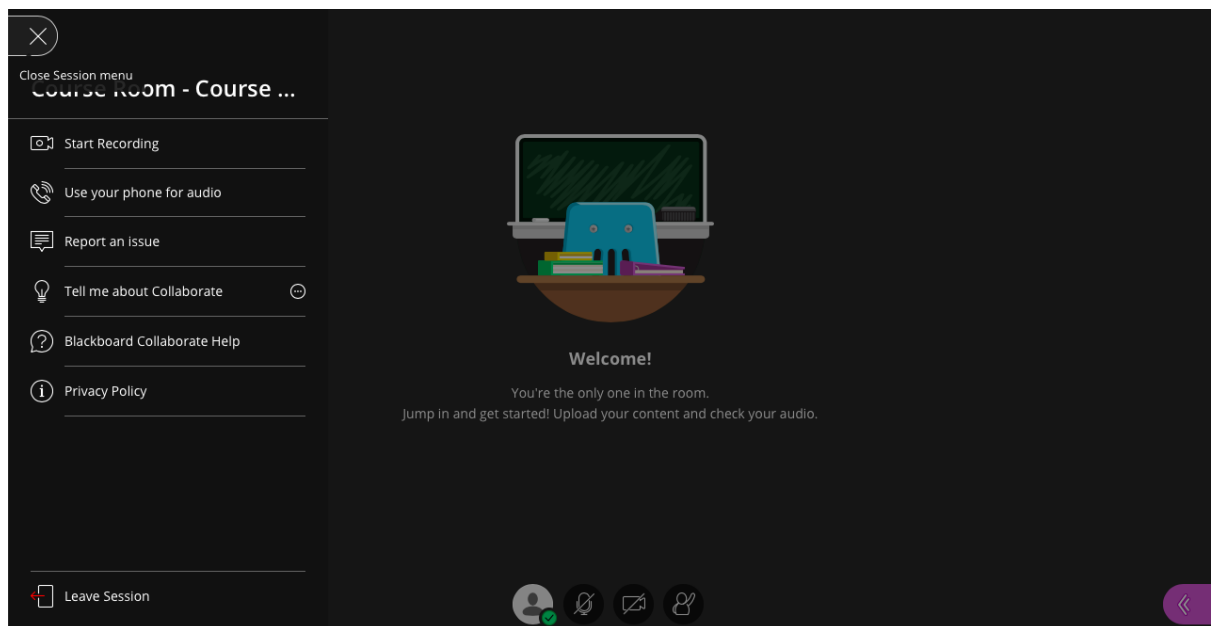 Close Session menu
Course Room - Course ...
Start Recording
Use your phone for audio
Report an issue
Tell me about Collaborate
Blackboard Collaborate Help
Privacy Policy
Leave Session
Welcome!
You're the only one in the room.
Jump in and get started! Upload your content and check your audio.